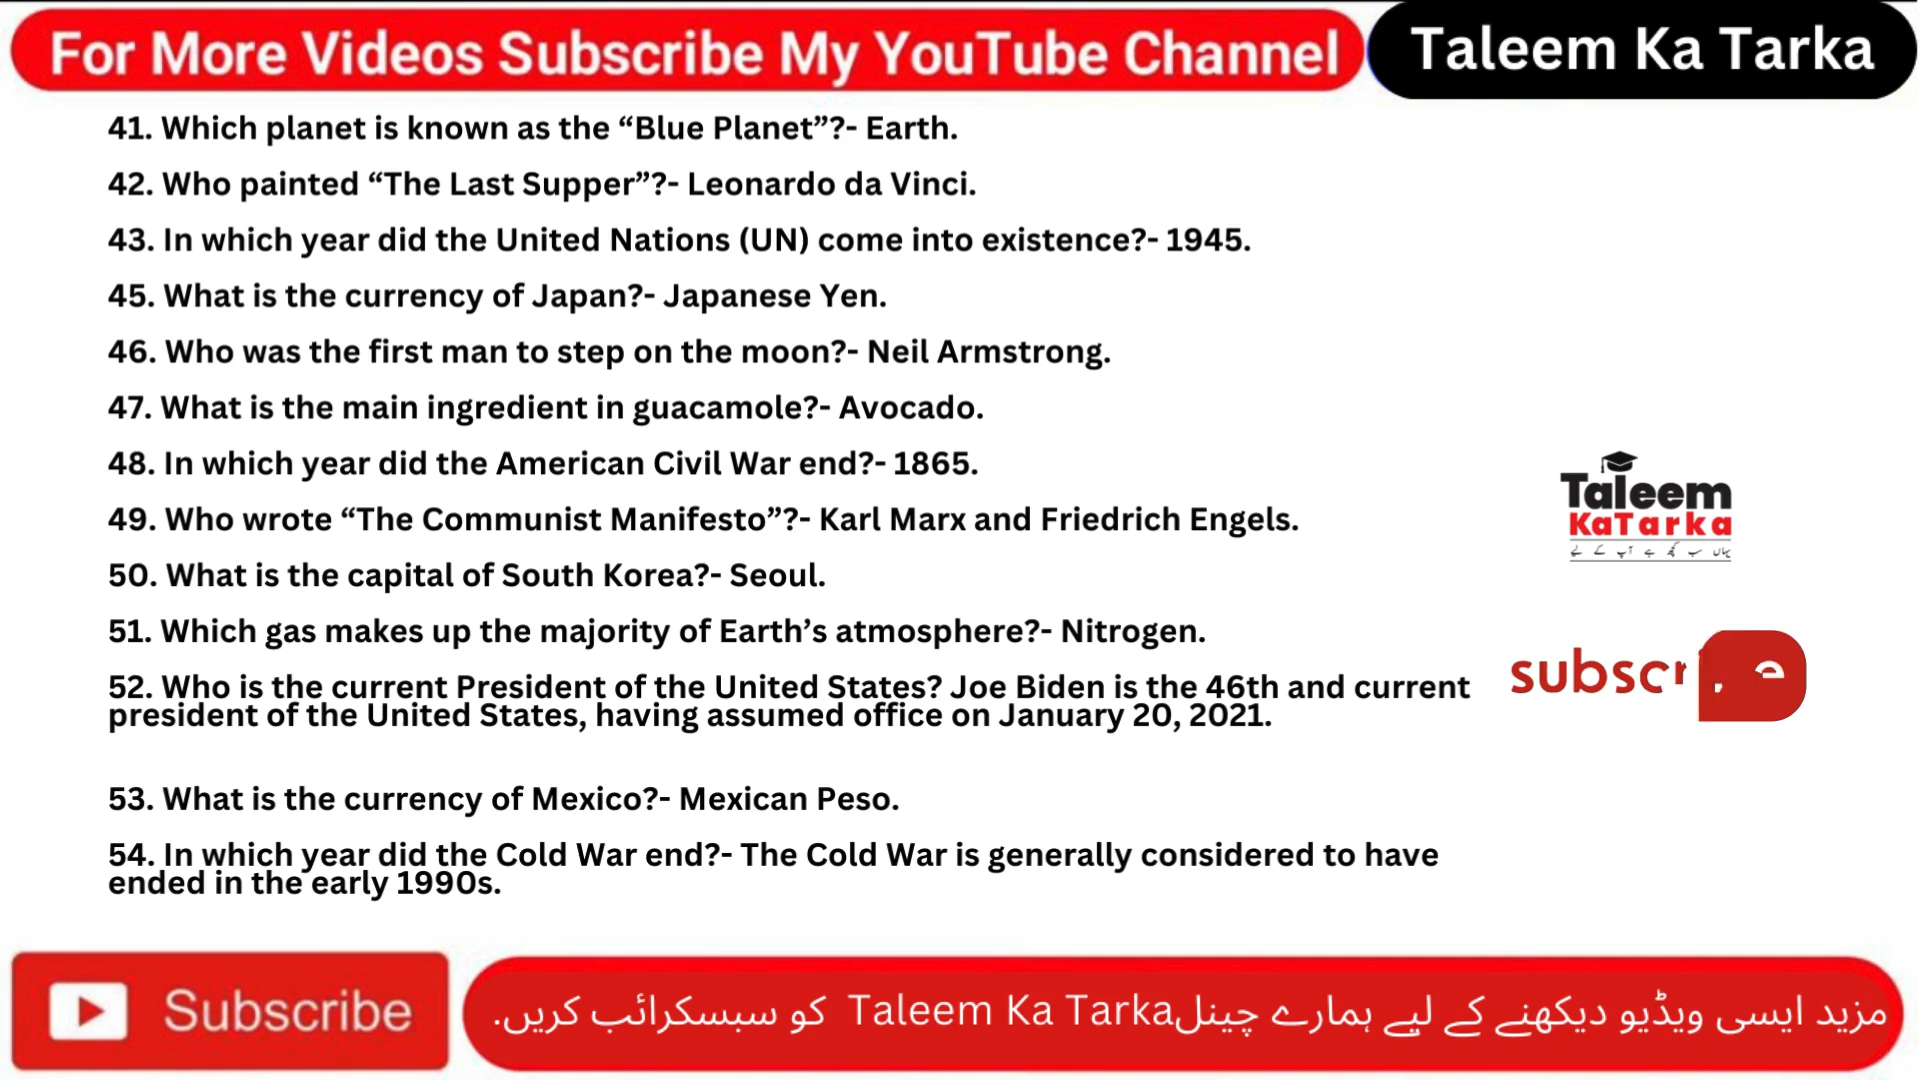 For More Videos Subscribe My YouTube Channel
Taleem Ka Tarka
41. Which planet is known as the “Blue Planet”?- Earth.
42. Who painted “The Last Supper”?- Leonardo da Vinci.
43. In which year did the United Nations (UN) come into existence?- 1945.
45. What is the currency of Japan?- Japanese Yen.
46. Who was the first man to step on the moon?- Neil Armstrong.
47. What is the main ingredient in guacamole?- Avocado.
48. In which year did the American Civil War end?- 1865.
49. Who wrote “The Communist Manifesto”?- Karl Marx and Friedrich Engels.
50. What is the capital of South Korea?- Seoul.
51. Which gas makes up the majority of Earth’s atmosphere?- Nitrogen.
52. Who is the current President of the United States? Joe Biden is the 46th and current
president of the United States, having assumed office on January 20, 2021.
53. What is the currency of Mexico?- Mexican Peso.
54. In which year did the Cold War end?- The Cold War is generally considered to have
ended in the early 1990s.
Taleem
KaTarka
یہاں سب کچھ ہے آپ کے لیے
Subscribe
مزید ایسی ویڈیو دیکھنے کے لیے ہمارے چینل Taleem Ka Tarka کو سبسکرائب کریں.